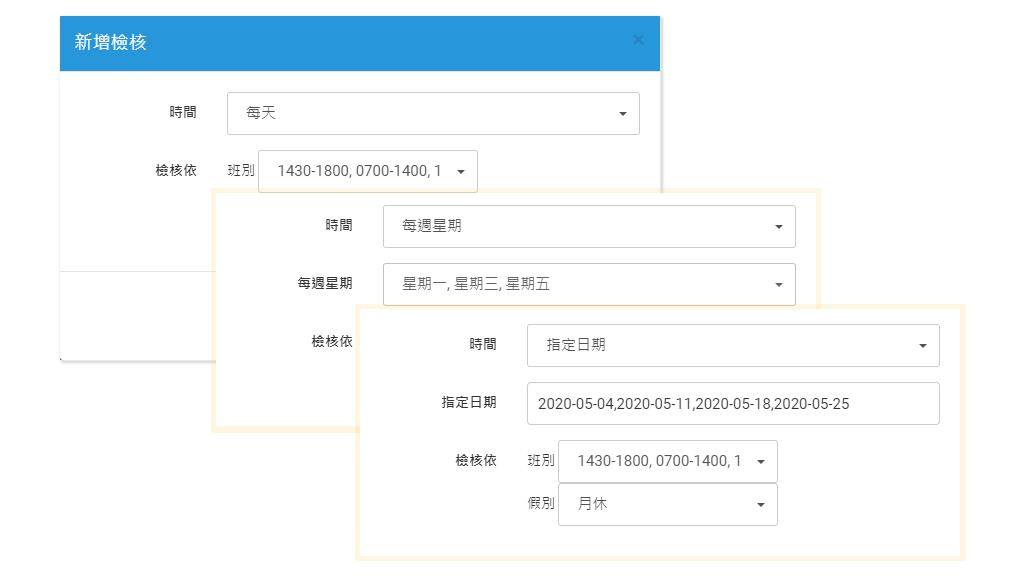 新增檢核
×
時間 每天
檢核依 班別 1430-1800, 0700-1400, 1
時間 每週星期
每週星期 星期一, 星期三, 星期五
檢核依
時間 指定日期
指定日期 2020-05-04,2020-05-11,2020-05-18,2020-05-25
檢核依 班別 1430-1800, 0700-1400, 1
假別 月休